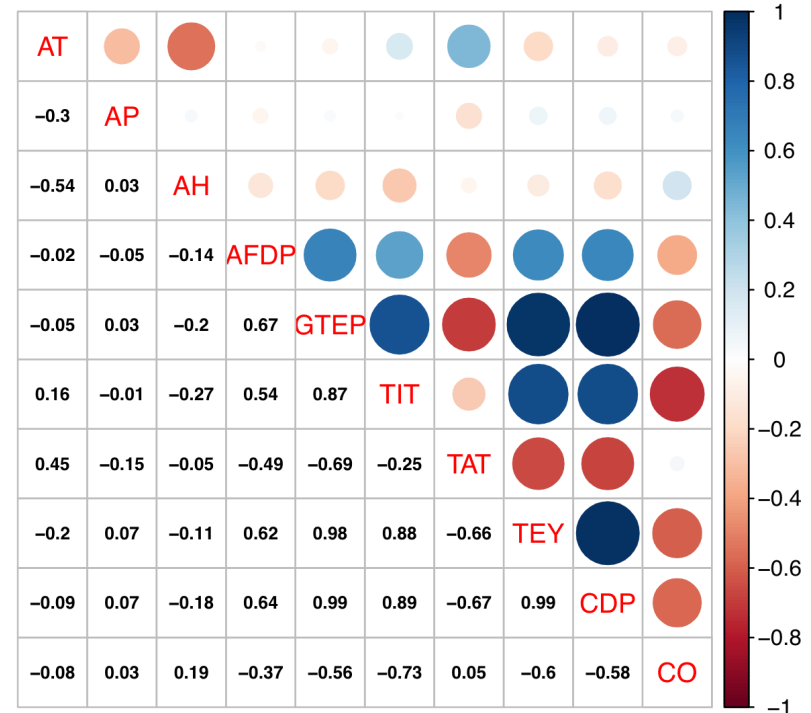 AT
1
−0.3 AP
0.8
−0.54 0.03 AH
0.6
−0.02 −0.05 −0.14 AFDP
0.4
−0.05 0.03 −0.2 0.67 GTEP
0.2
0
0.16 −0.01 −0.27 0.54 0.87 TIT
−0.2
0.45 −0.15 −0.05 −0.49 −0.69 −0.25 TAT
−0.4
−0.2 0.07 −0.11 0.62 0.98 0.88 −0.66 TEY
−0.6
−0.09 0.07 −0.18 0.64 0.99 0.89 −0.67 0.99 CDP
−0.8
−0.08 0.03 0.19 −0.37 −0.56 −0.73 0.05 −0.6 −0.58 CO
−1